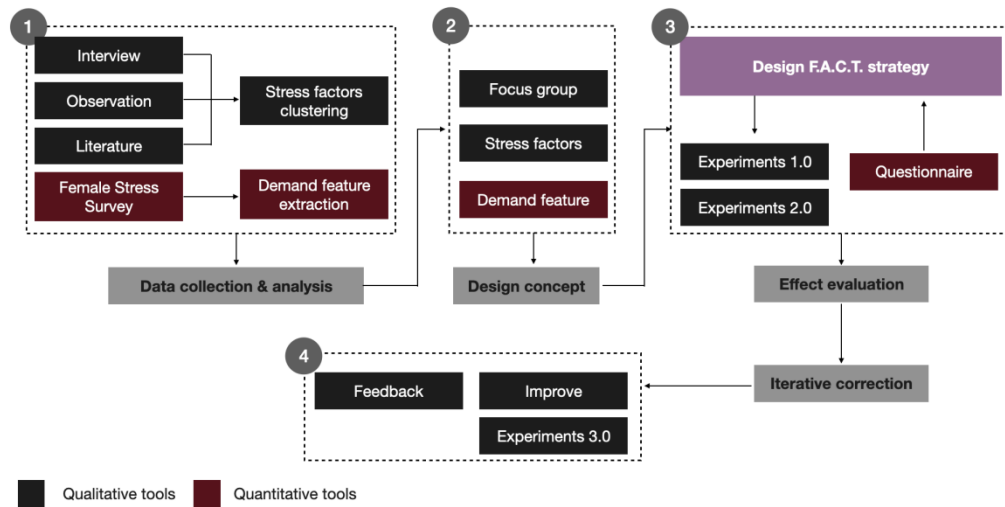 1
Interview
Observation
Literature
Stress factors
clustering
Female Stress
Survey
Demand feature
extraction
Data collection & analysis
2
Focus group
Stress factors
Demand feature
Design concept
3
Design F.A.C.T. strategy
Experiments 1.0
Experiments 2.0
Questionnaire
Effect evaluation
Iterative correction
4
Feedback
Improve
Experiments 3.0
Qualitative tools
Quantitative tools